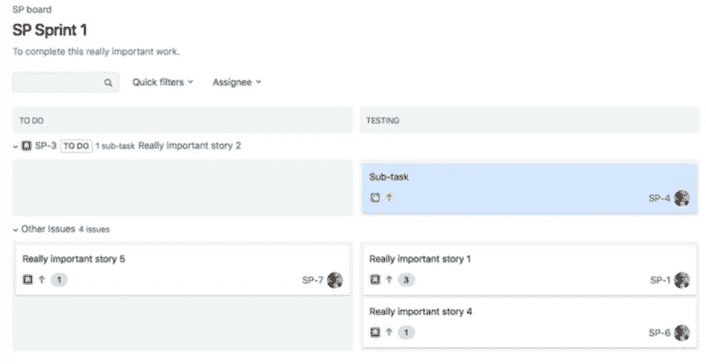 SP board
SP Sprint 1
To complete this really important work.
Quick filters Assignee
TO DO TESTING
SP-3 TO DO 1 sub-task Really important story 2
Sub-task
SP-4
Other Issues 4 issues
Really important story 5 Really important story 1
1 SP-7 3 SP-1
Really important story 4
1 SP-6